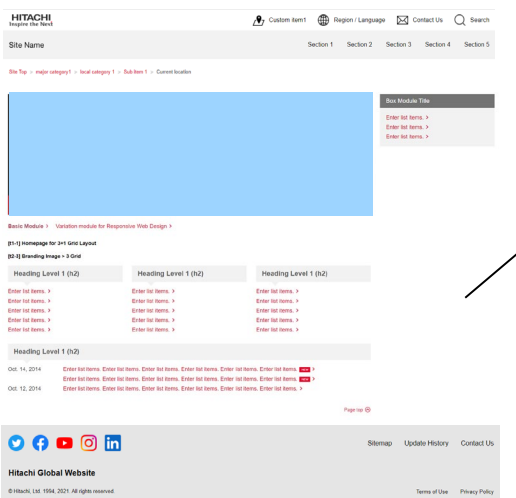 HITACHI
Inspire the Next
Custom item1
Region / Language
Contact Us
Search
Site Name
Section 1
Section 2
Section 3
Section 4
Section 5
Site Top > major category1 > local category 1 > Sub Item 1 > Current location
Box Module Title
Enter list items. >
Enter list items. >
Enter list items. >
Basic Module >
Variation module for Responsive Web Design >
[t1-1] Homepage for 3+1 Grid Layout
[t2-3] Branding Image > 3 Grid
Heading Level 1 (h2)
Enter list items. >
Enter list items. >
Enter list items. >
Enter list items. >
Enter list items. >
Heading Level 1 (h2)
Enter list items. >
Enter list items. >
Enter list items. >
Enter list items. >
Enter list items. >
Heading Level 1 (h2)
Enter list items. >
Enter list items. >
Enter list items. >
Enter list items. >
Enter list items. >
Heading Level 1 (h2)
Oct. 14, 2014 Enter list items. Enter list items. Enter list items. Enter list items. Enter list items. Enter list items. NEW >
Enter list items. Enter list items. Enter list items. Enter list items. Enter list items. Enter list items. NEW >
Oct. 12, 2014 Enter list items. Enter list items. Enter list items. Enter list items. Enter list items. Enter list items. >
Page top
in
Sitemap
Update History
Contact Us
Hitachi Global Website
© Hitachi, Ltd. 1994, 2021. All rights reserved.
Terms of Use
Privacy Policy